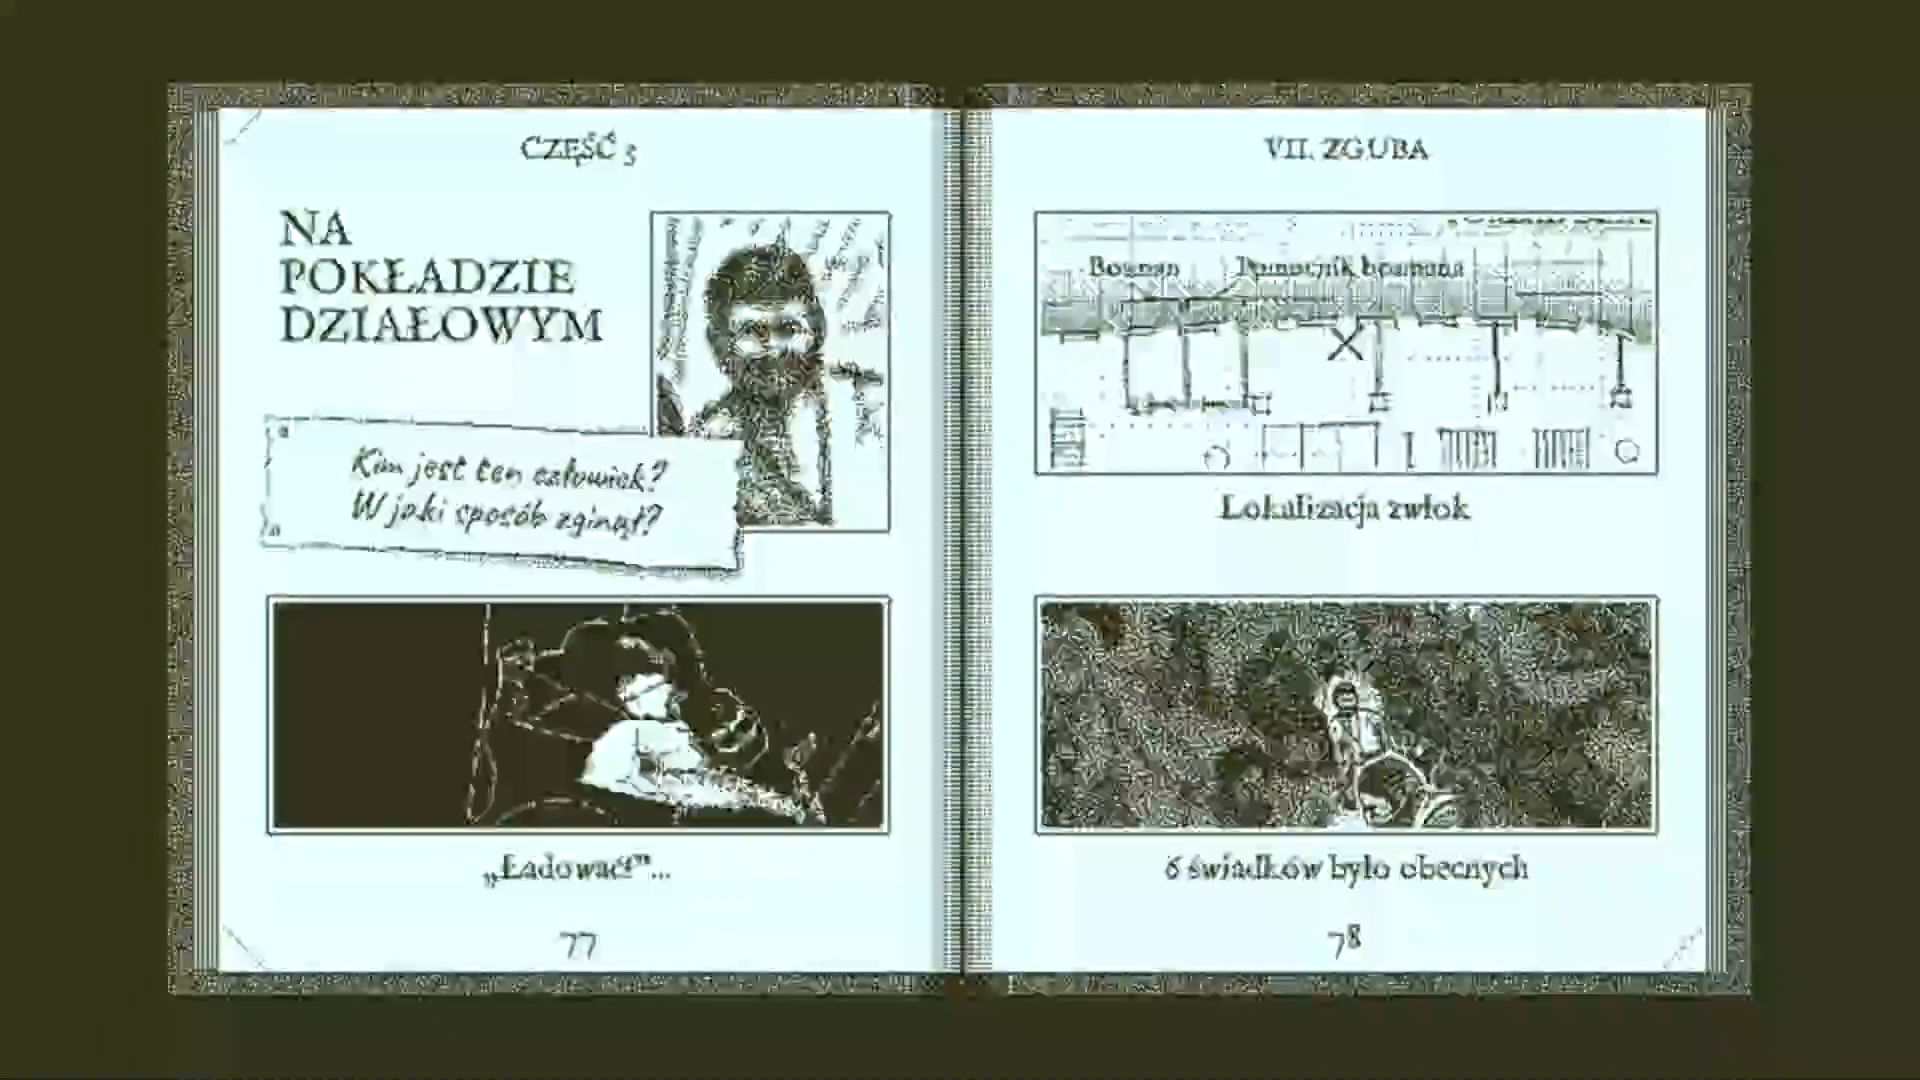 CZĘŚĆ 5
NA
POKŁADZIE
DZIAŁOWYM
Kim jest ten człowiek?
W jaki sposób zginął?
„Ładować!”...
77
VII. ZGUBA
Bosman
Pomocnik bosmana
Lokalizacja zwłok
6 świadków było obecnych
78